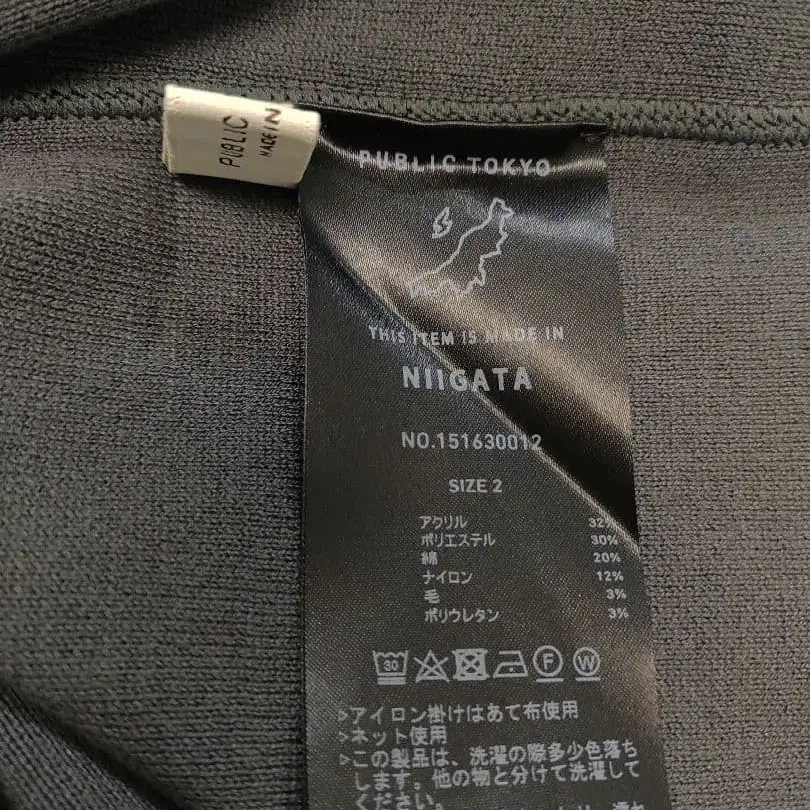 PUBLIC
MADE IN
PUBLIC TOKYO
THIS ITEM IS MADE IN
NIIGATA
NO.151630012
SIZE 2
アクリル 32%
ポリエステル 30%
綿 20%
ナイロン 12%
毛 3%
ポリウレタン 3%
30 F W
>アイロン掛けはあて布使用
>ネット使用
>この製品は、洗濯の際多少色落ち
します。他の物と分けて洗濯して
ください。